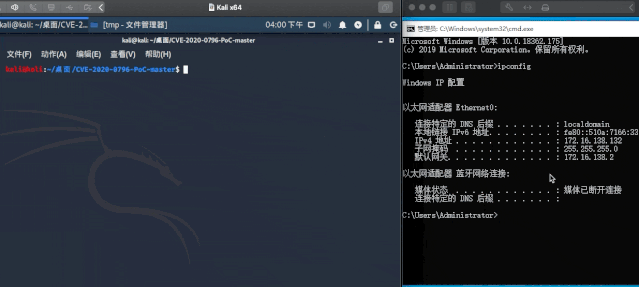 Kali x64
kali@kali: ~/桌面/CVE-2...
[tmp - 文件管理器]
04:00 下午
kali@kali: ~/桌面/CVE-2020-0796-PoC-master
文件(F) 动作(A) 编辑(E) 查看(V) 帮助(H)
kali@kali:~/桌面/CVE-2020-0796-PoC-master$
管理员: C:\Windows\system32\cmd.exe
Microsoft Windows [版本 10.0.18362.175]
(c) 2019 Microsoft Corporation。保留所有权利。
C:\Users\Administrator>ipconfig
Windows IP 配置
以太网适配器 Ethernet0:
连接特定的 DNS 后缀 . . . . . . . : localdomain
本地链接 IPv6 地址. . . . . . . . : fe80::510a:7166:33
IPv4 地址 . . . . . . . . . . . . : 172.16.138.132
子网掩码 . . . . . . . . . . . . : 255.255.255.0
默认网关. . . . . . . . . . . . . : 172.16.138.2
以太网适配器 蓝牙网络连接:
媒体状态 . . . . . . . . . . . . : 媒体已断开连接
连接特定的 DNS 后缀 . . . . . . . :
C:\Users\Administrator>